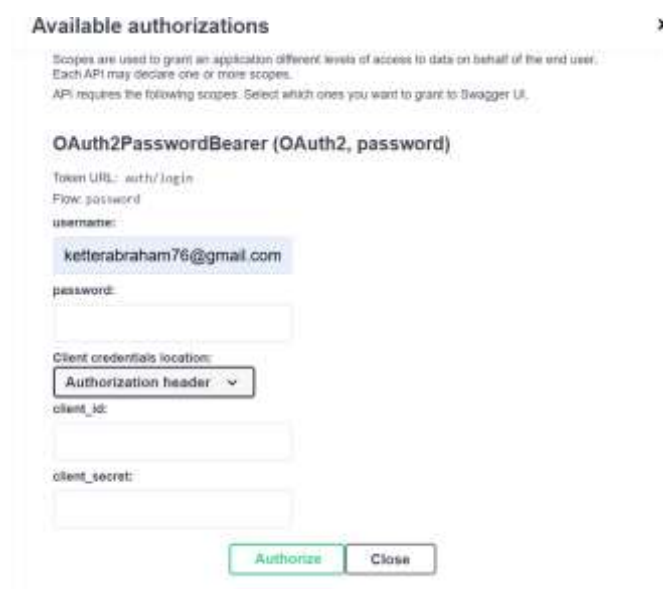 Available authorizations
Scopes are used to grant an application different levels of access to data on behalf of the end user.
Each API may declare one or more scopes.
API requires the following scopes. Select which ones you want to grant to Swagger UI.
OAuth2PasswordBearer (OAuth2, password)
Token URL: auth/login
Flow: password
username:
ketterabraham76@gmail.com
password:
Client credentials location:
Authorization header
client_id:
client_secret:
Authorize Close